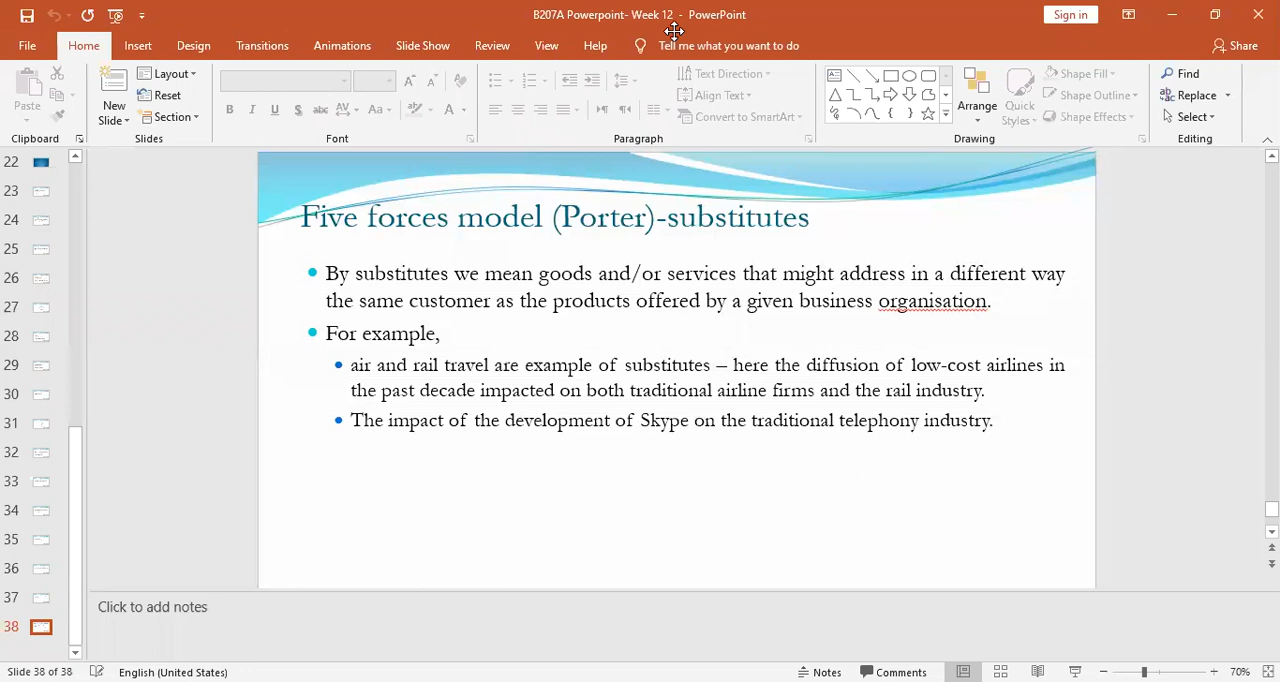 B207A Powerpoint- Week 12 - PowerPoint
Sign in
File Home Insert Design Transitions Animations Slide Show Review View Help Tell me what you want to do Share
Paste
New Slide
Layout
Reset
Section
B I U S abc AV Aa A
Text Direction
Align Text
Convert to SmartArt
Arrange
Quick Styles
Shape Fill
Shape Outline
Shape Effects
Find
Replace
Select
Clipboard Slides Font Paragraph Drawing Editing
22
23
24
25
26
27
28
29
30
31
32
33
34
35
36
37
38
Five forces model (Porter)-substitutes
• By substitutes we mean goods and/or services that might address in a different way
the same customer as the products offered by a given business organisation.
• For example,
• air and rail travel are example of substitutes – here the diffusion of low-cost airlines in
the past decade impacted on both traditional airline firms and the rail industry.
• The impact of the development of Skype on the traditional telephony industry.
Click to add notes
Slide 38 of 38 English (United States) Notes Comments 70%